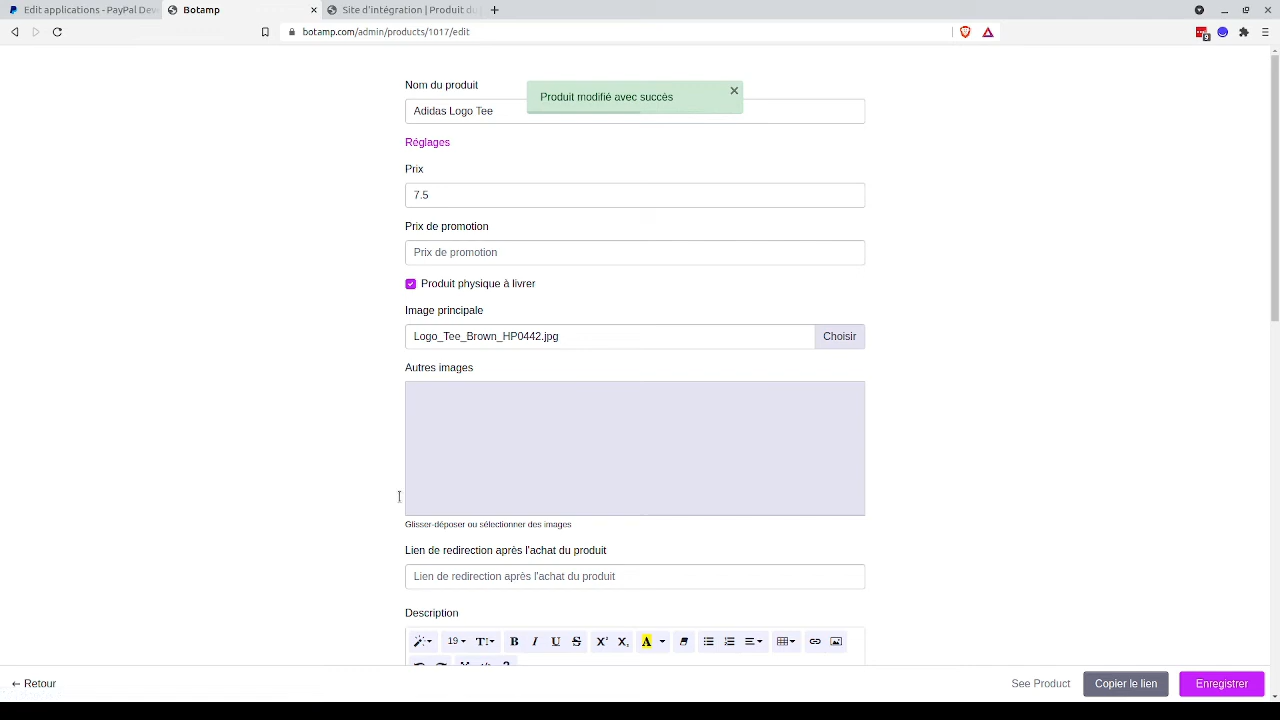 Edit applications - PayPal Dev
Botamp
Site d'intégration | Produit du
botamp.com/admin/products/1017/edit
9
Nom du produit
Produit modifié avec succès
Adidas Logo Tee
Réglages
Prix
7.5
Prix de promotion
Prix de promotion
Produit physique à livrer
Image principale
Logo_Tee_Brown_HP0442.jpg Choisir
Autres images
Glisser-déposer ou sélectionner des images
Lien de redirection après l'achat du produit
Lien de redirection après l'achat du produit
Description
19 B I U S X² X₂ A
← Retour See Product Copier le lien Enregistrer